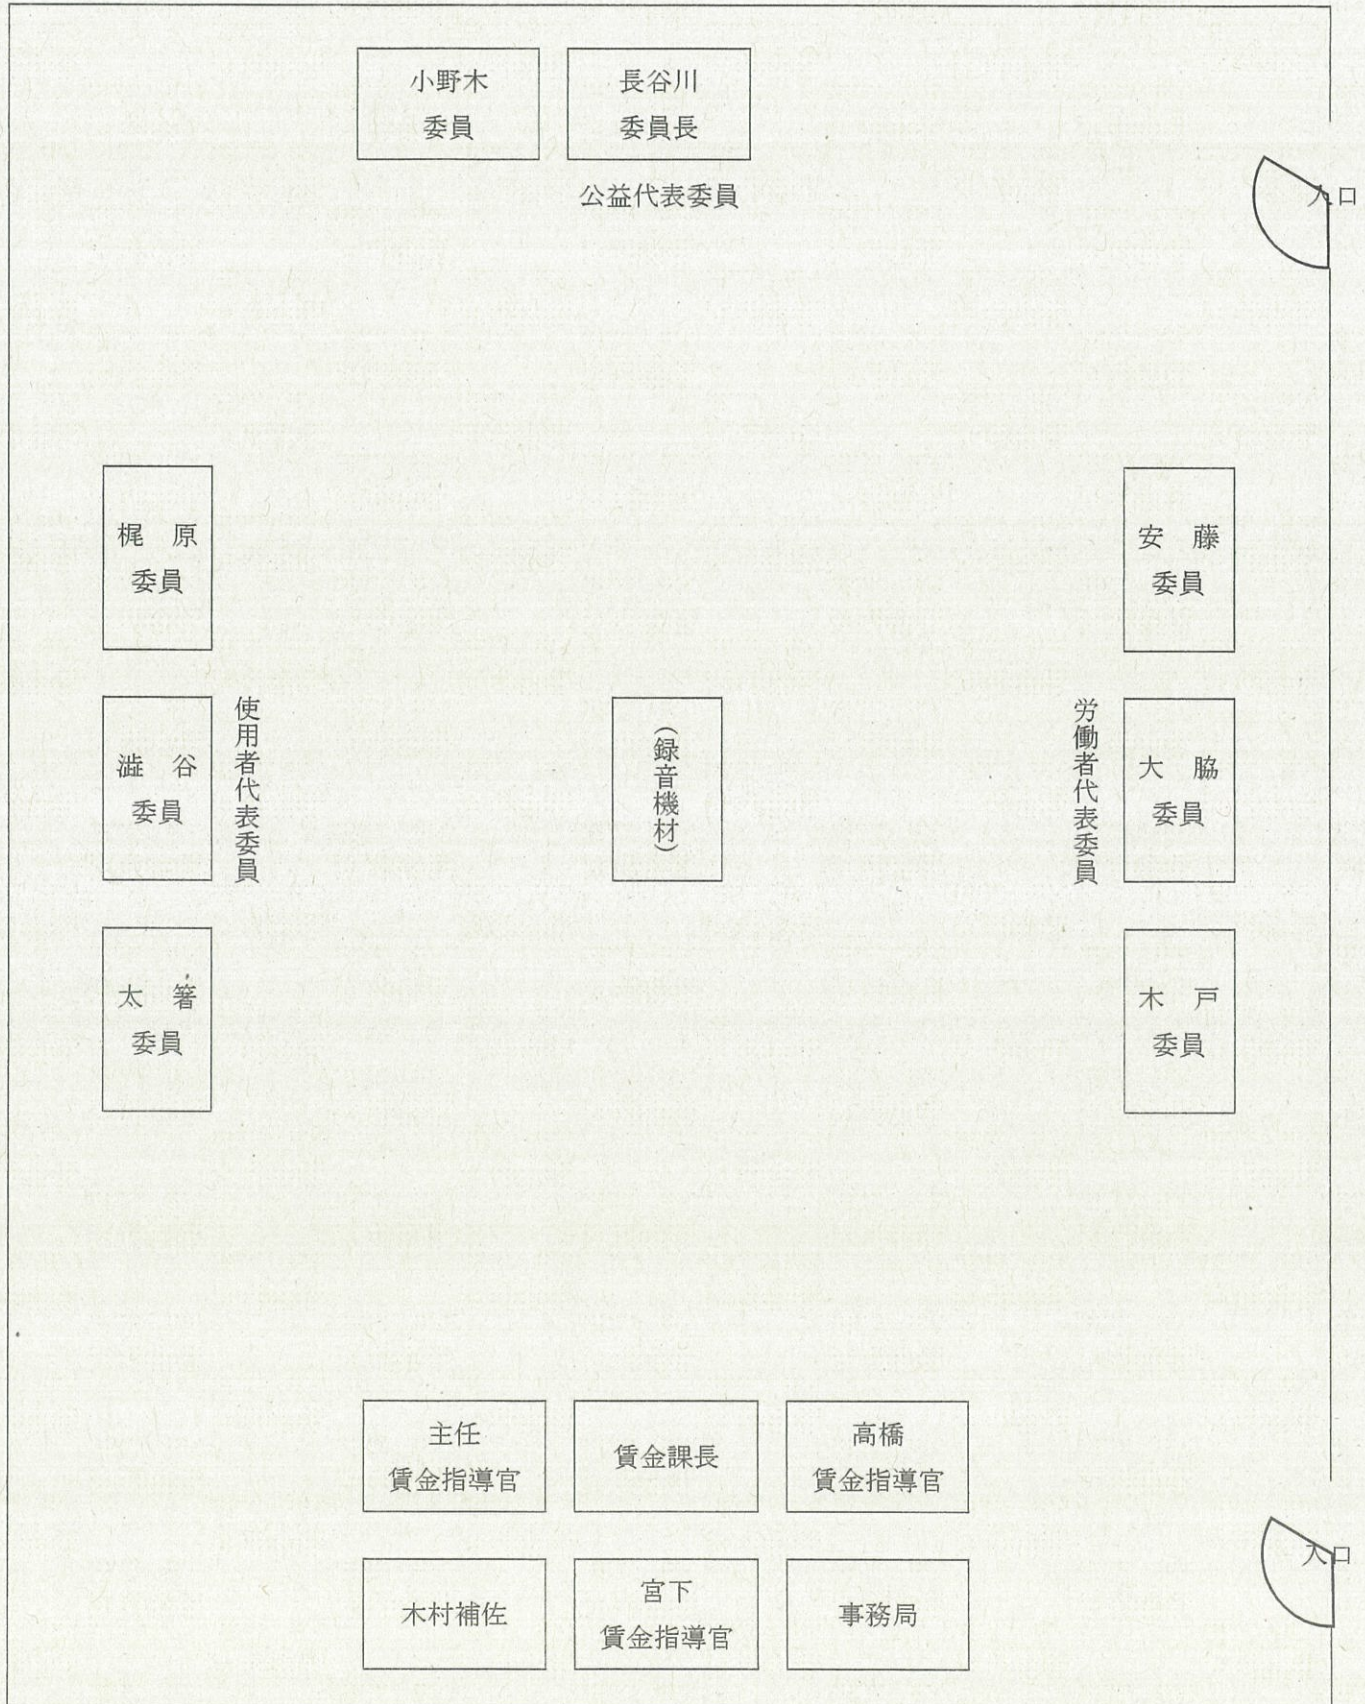 小野木
委員
長谷川
委員長
公益代表委員
入口
梶　原
委員
澁　谷
委員
太　箸
委員
使用者代表委員
（録音機材）
労働者代表委員
安　藤
委員
大　脇
委員
木　戸
委員
主任
賃金指導官
賃金課長
高橋
賃金指導官
木村補佐
宮下
賃金指導官
事務局
入口